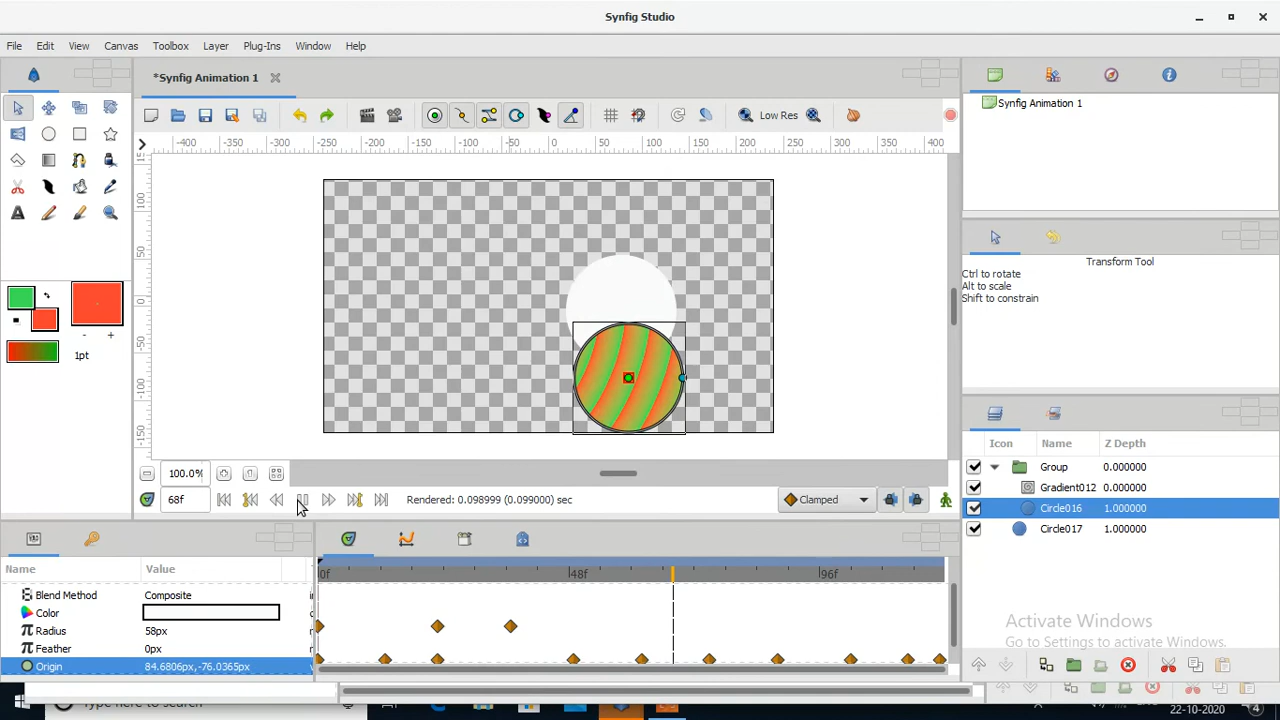 Synfig Studio
File Edit View Canvas Toolbox Layer Plug-Ins Window Help
*Synfig Animation 1
Low Res
-400 -350 -300 -250 -200 -150 -100 -50 0 50 100 150 200 250 300 350 400
100
50
0
-50
-100
-150
1pt
Synfig Animation 1
Transform Tool
Ctrl to rotate
Alt to scale
Shift to constrain
Icon Name Z Depth
Group 0.000000
Gradient012 0.000000
Circle016 1.000000
Circle017 1.000000
100.0%
68f
Rendered: 0.098999 (0.099000) sec
Clamped
Name Value
Blend Method Composite
Color
Radius 58px
Feather 0px
Origin 84.6806px,-76.0365px
0f 48f 96f
Activate Windows
Go to Settings to activate Windows.
Type here to search
22-10-2020
4